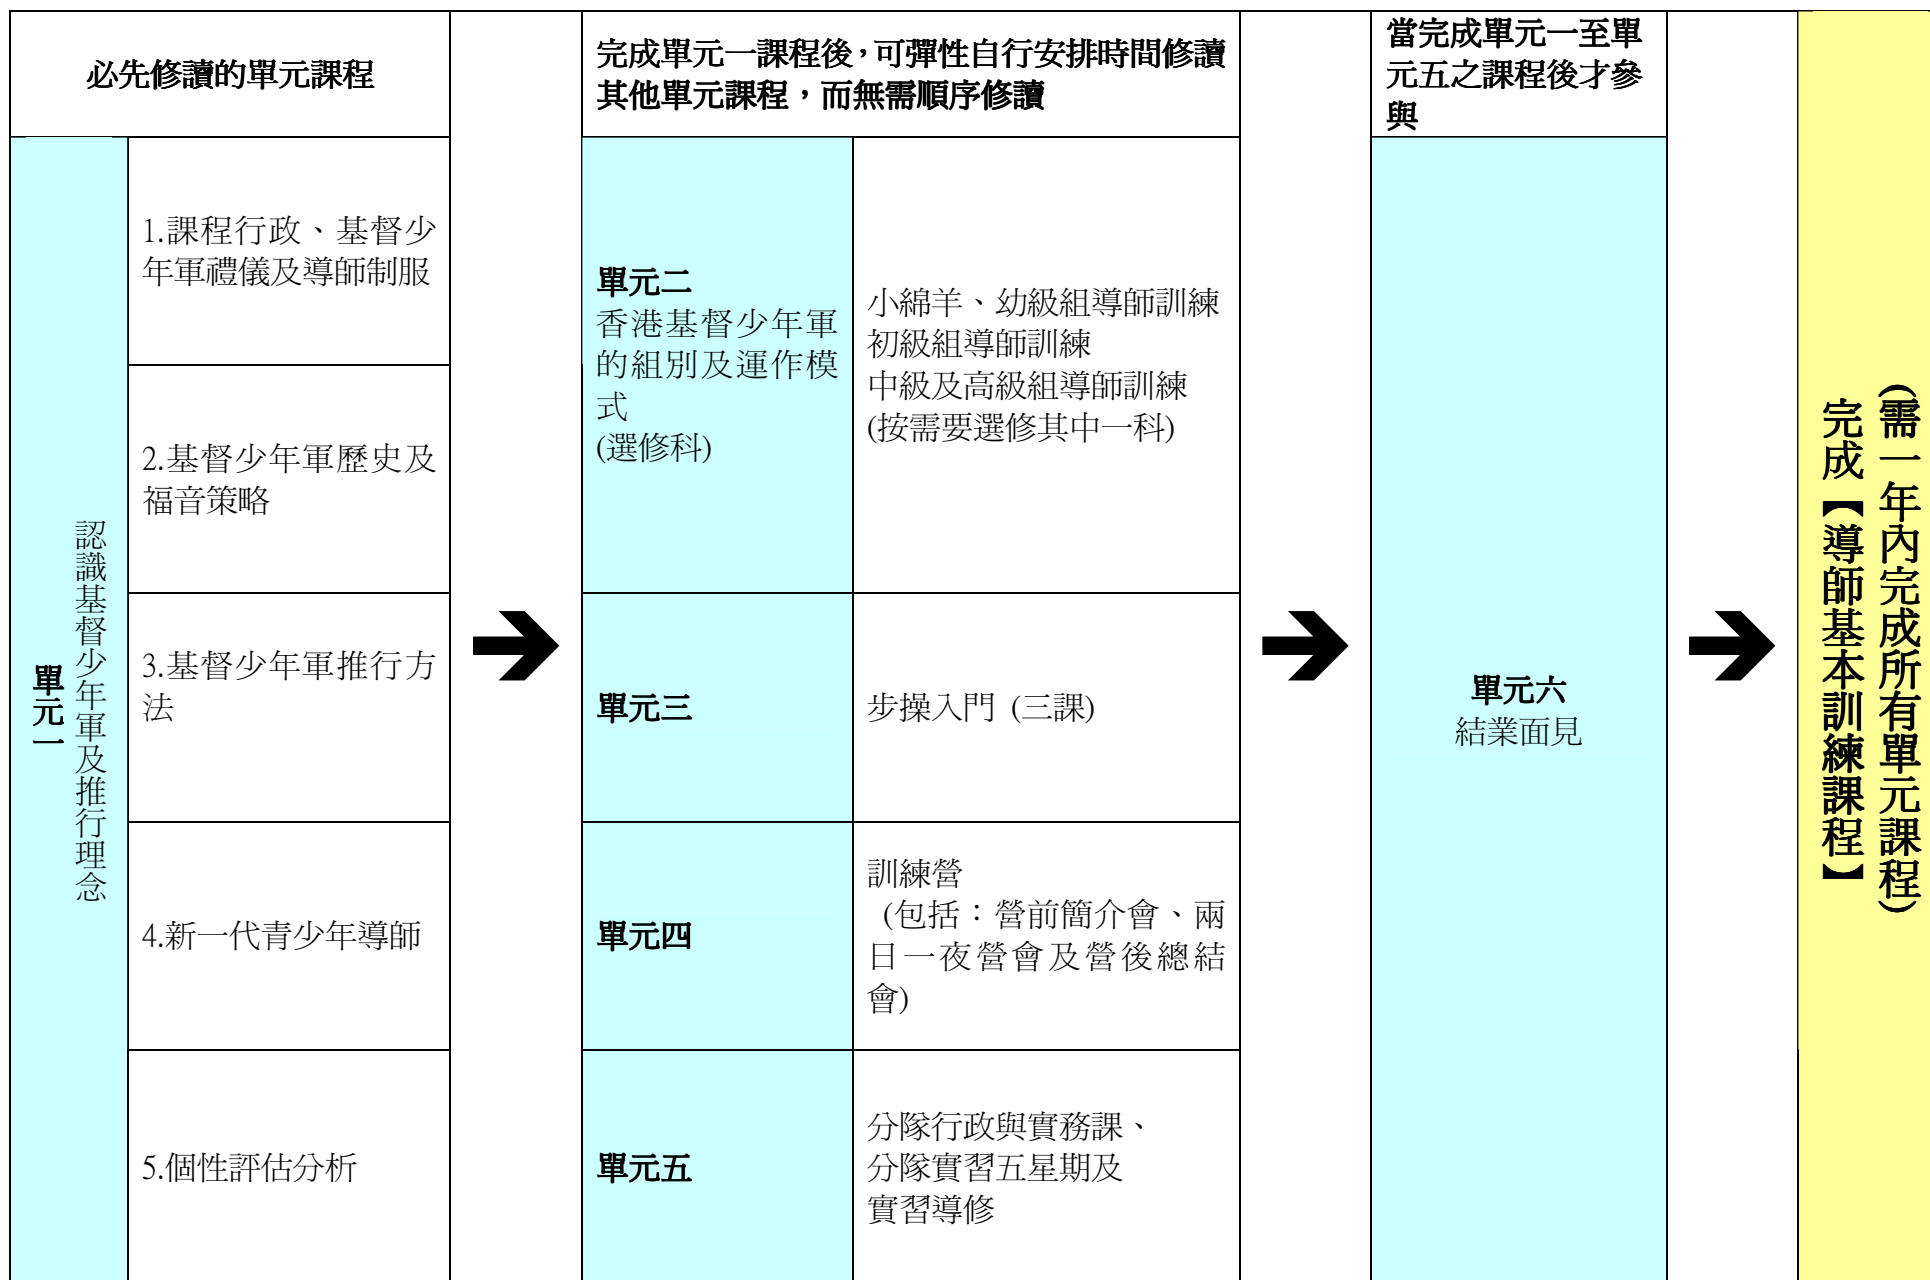 必先修讀的單元課程
單元一
認識基督少年軍及推行理念
1.課程行政、基督少
年軍禮儀及導師制服
2.基督少年軍歷史及
福音策略
3.基督少年軍推行方
法
4.新一代青少年導師
5.個性評估分析
完成單元一課程後，可彈性自行安排時間修讀
其他單元課程，而無需順序修讀
單元二
香港基督少年軍
的組別及運作模
式
(選修科)
小綿羊、幼級組導師訓練
初級組導師訓練
中級及高級組導師訓練
(按需要選修其中一科)
單元三
步操入門 (三課)
單元四
訓練營
(包括：營前簡介會、兩
日一夜營會及營後總結
會)
單元五
分隊行政與實務課、
分隊實習五星期及
實習導修
當完成單元一至單
元五之課程後才參
與
單元六
結業面見
完成【導師基本訓練課程】
(需一年內完成所有單元課程)